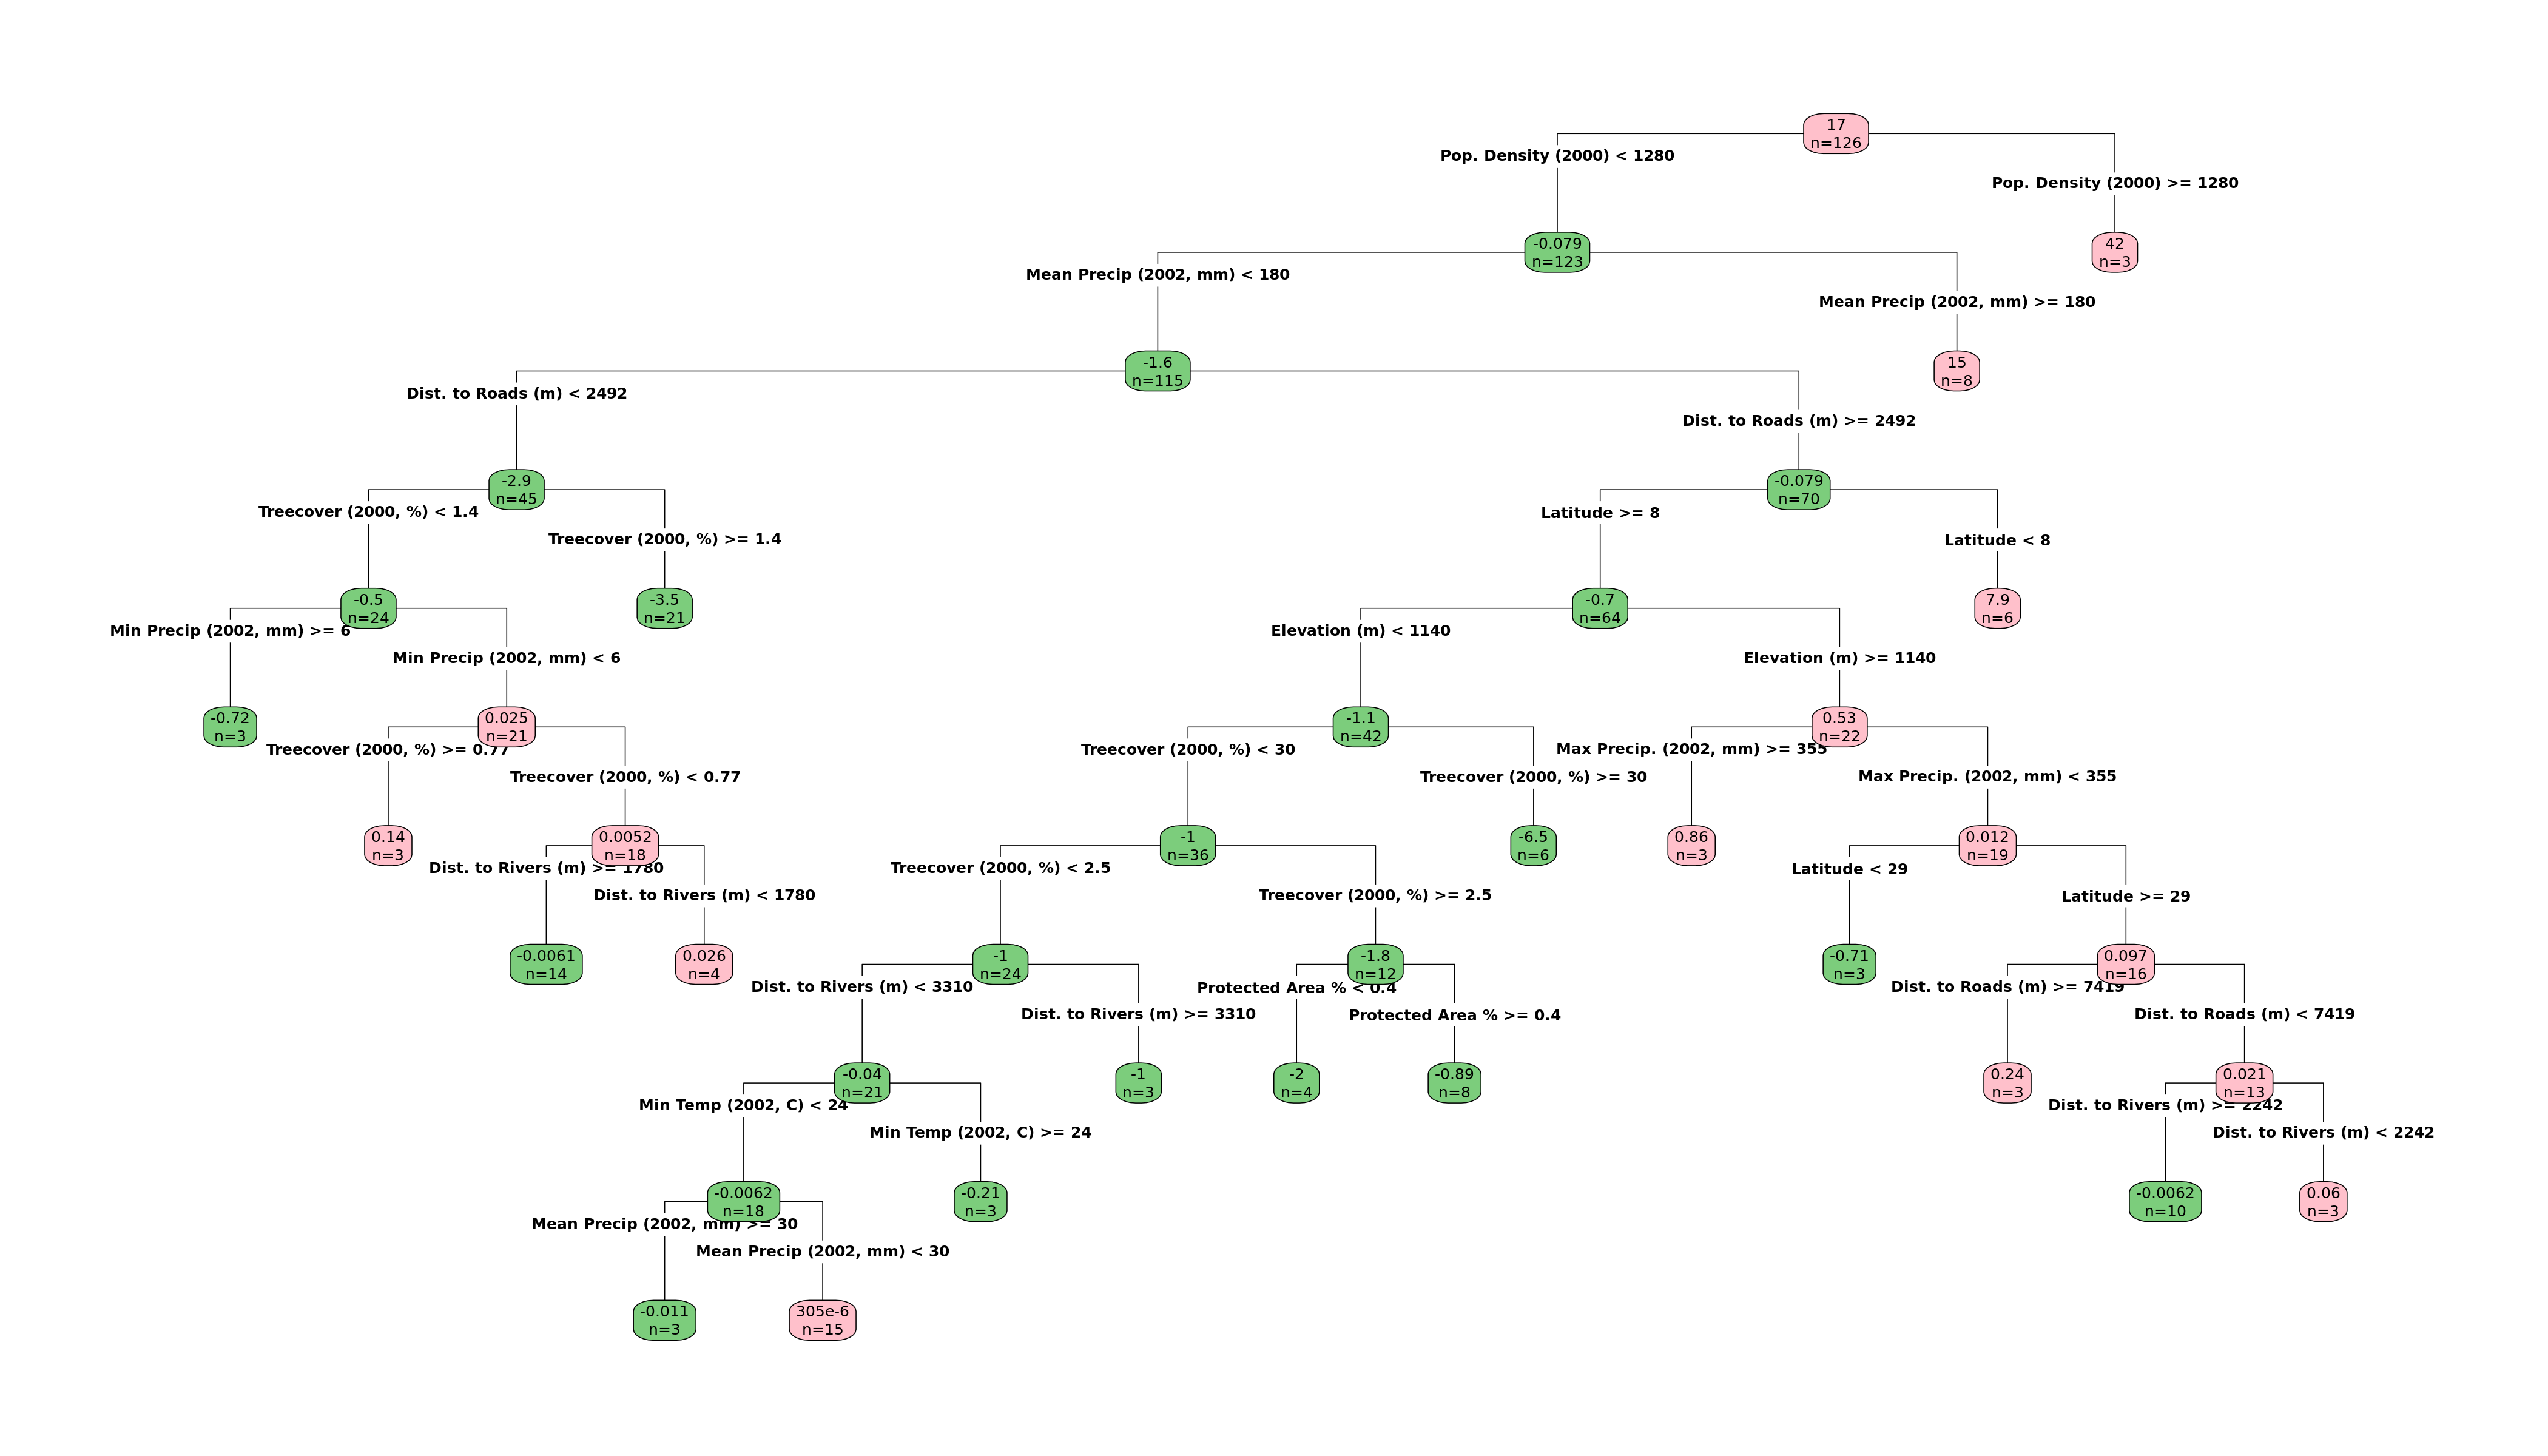 17
n=126
Pop. Density (2000) < 1280
Pop. Density (2000) >= 1280
-0.079
n=123
42
n=3
Mean Precip (2002, mm) < 180
Mean Precip (2002, mm) >= 180
-1.6
n=115
15
n=8
Dist. to Roads (m) < 2492
Dist. to Roads (m) >= 2492
-2.9
n=45
-0.079
n=70
Treecover (2000, %) < 1.4
Treecover (2000, %) >= 1.4
Latitude >= 8
Latitude < 8
-0.5
n=24
-3.5
n=21
-0.7
n=64
7.9
n=6
Min Precip (2002, mm) >= 6
Min Precip (2002, mm) < 6
Elevation (m) < 1140
Elevation (m) >= 1140
-0.72
n=3
0.025
n=21
-1.1
n=42
0.53
n=22
Treecover (2000, %) >= 0.77
Treecover (2000, %) < 0.77
Treecover (2000, %) < 30
Treecover (2000, %) >= 30
Max Precip. (2002, mm) >= 355
Max Precip. (2002, mm) < 355
0.14
n=3
0.0052
n=18
-1
n=36
-6.5
n=6
0.86
n=3
0.012
n=19
Dist. to Rivers (m) >= 1780
Dist. to Rivers (m) < 1780
Treecover (2000, %) < 2.5
Treecover (2000, %) >= 2.5
Latitude < 29
Latitude >= 29
-0.0061
n=14
0.026
n=4
-1
n=24
-1.8
n=12
-0.71
n=3
0.097
n=16
Dist. to Rivers (m) < 3310
Dist. to Rivers (m) >= 3310
Protected Area % < 0.4
Protected Area % >= 0.4
Dist. to Roads (m) >= 7419
Dist. to Roads (m) < 7419
-0.04
n=21
-1
n=3
-2
n=4
-0.89
n=8
0.24
n=3
0.021
n=13
Min Temp (2002, C) < 24
Min Temp (2002, C) >= 24
Dist. to Rivers (m) >= 2242
Dist. to Rivers (m) < 2242
-0.0062
n=18
-0.21
n=3
-0.0062
n=10
0.06
n=3
Mean Precip (2002, mm) >= 30
Mean Precip (2002, mm) < 30
-0.011
n=3
305e-6
n=15